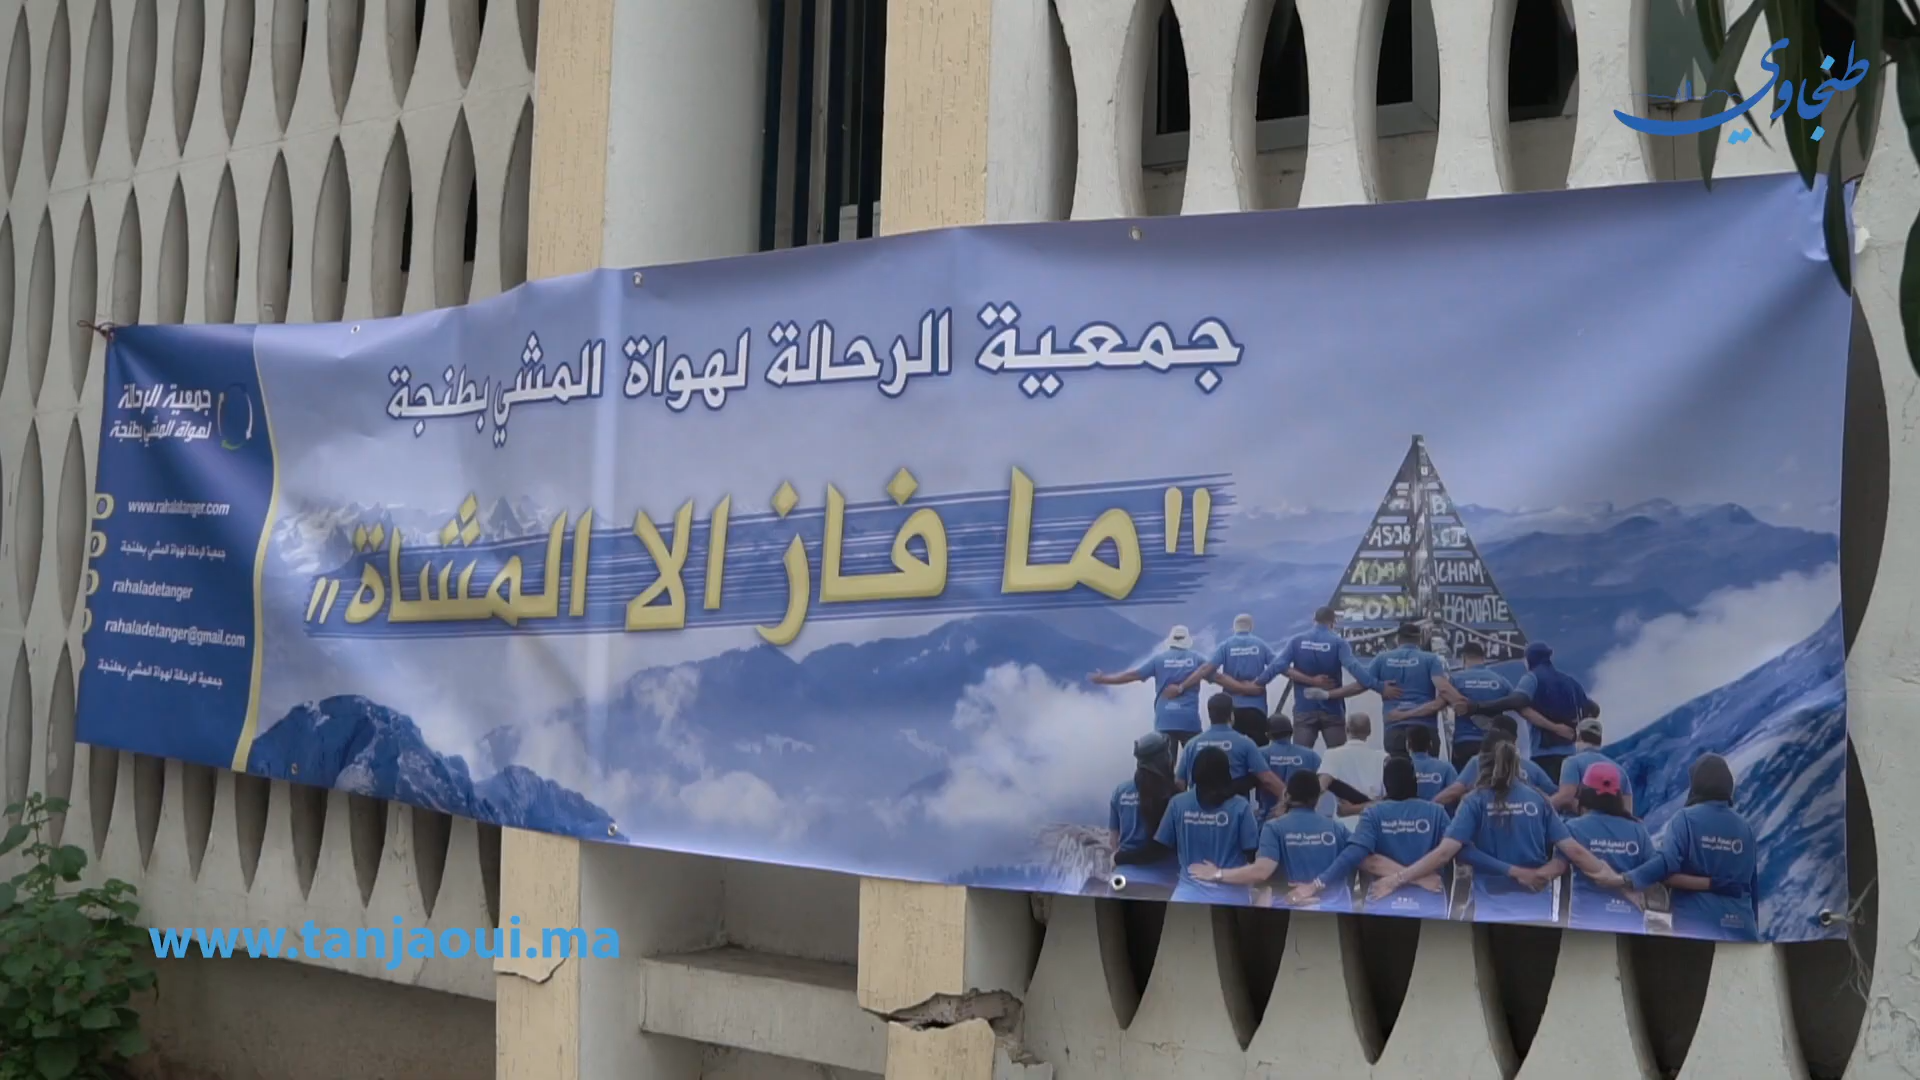 طنجاوي
جمعية الرحالة لهواة المشي بطنجة
"ما فاز الا المشاة"
جمعية الرحالة
لهواة المشي بطنجة
www.rahalatanger.com
جمعية الرحالة لهواة المشي بطنجة
rahaladetanger
rahaladetanger@gmail.com
جمعية الرحالة لهواة المشي بطنجة
www.tanjaoui.ma